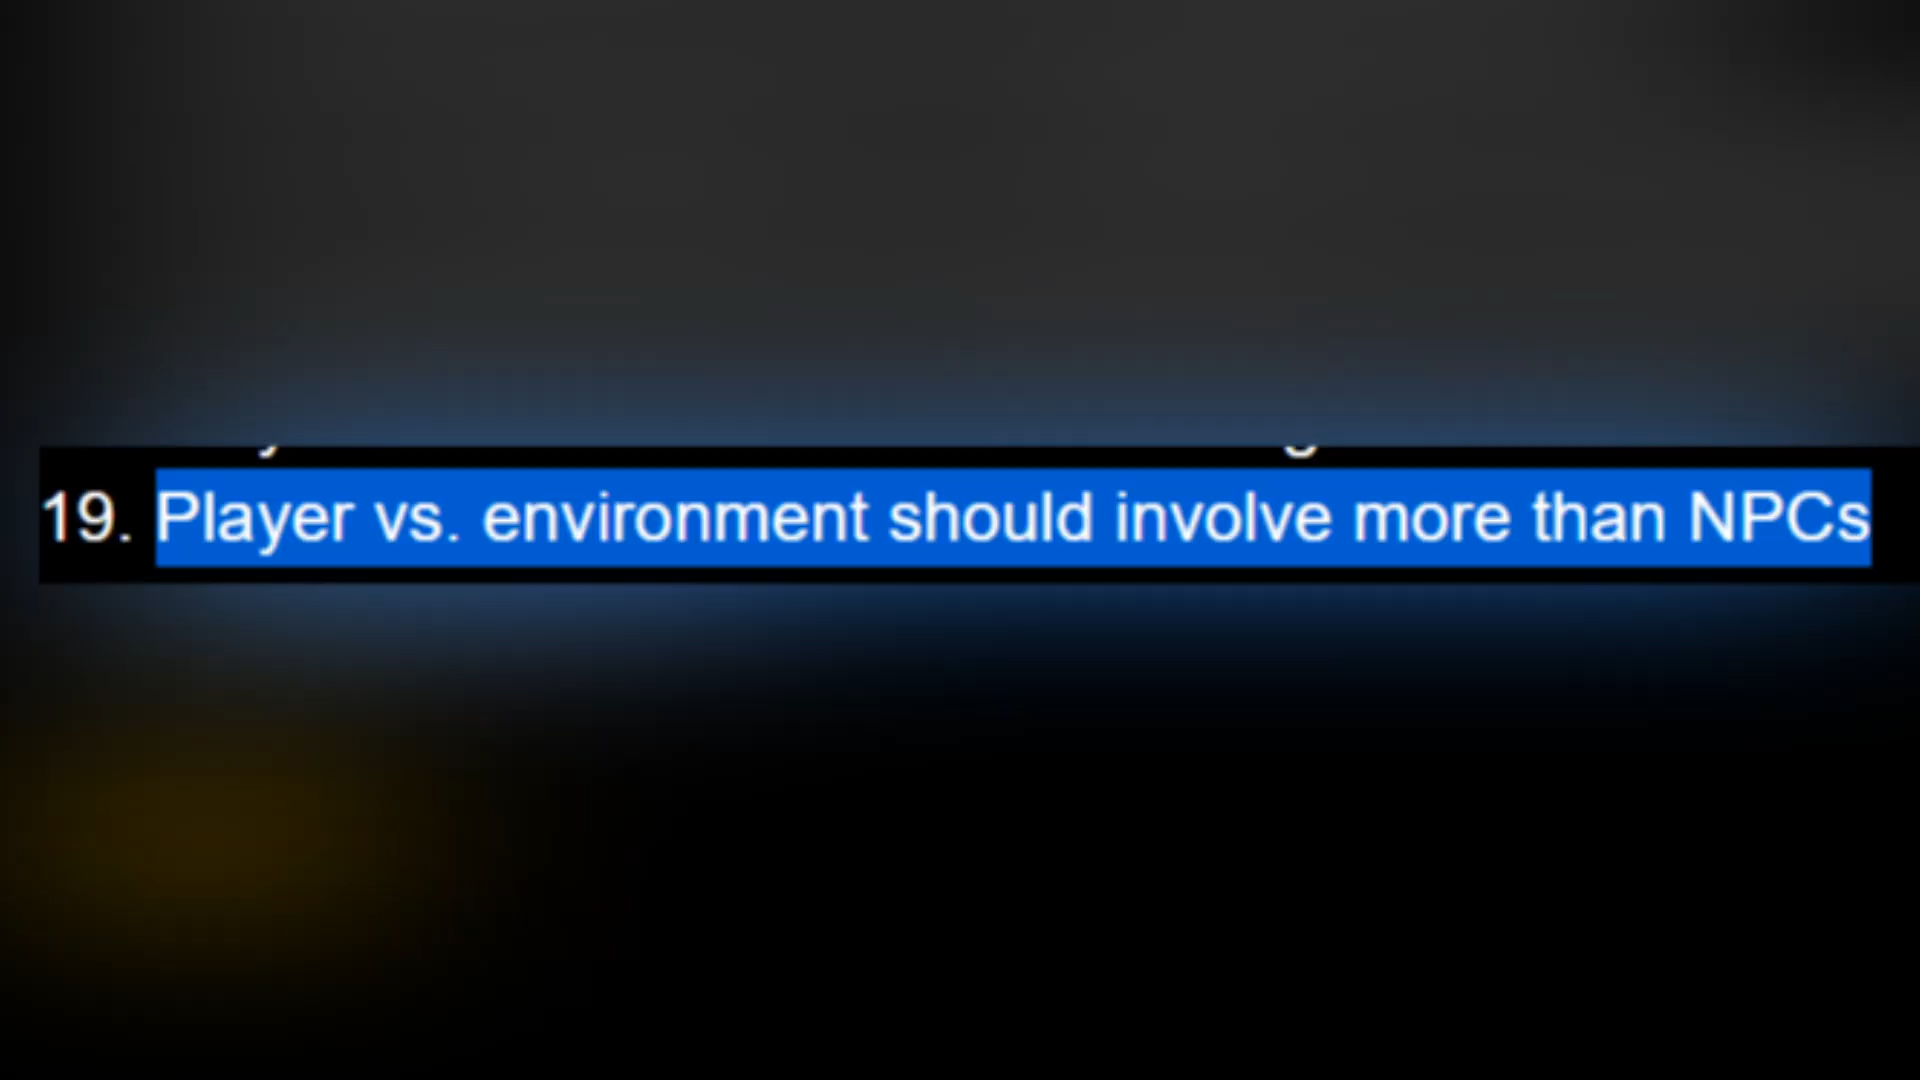 19. Player vs. environment should involve more than NPCs